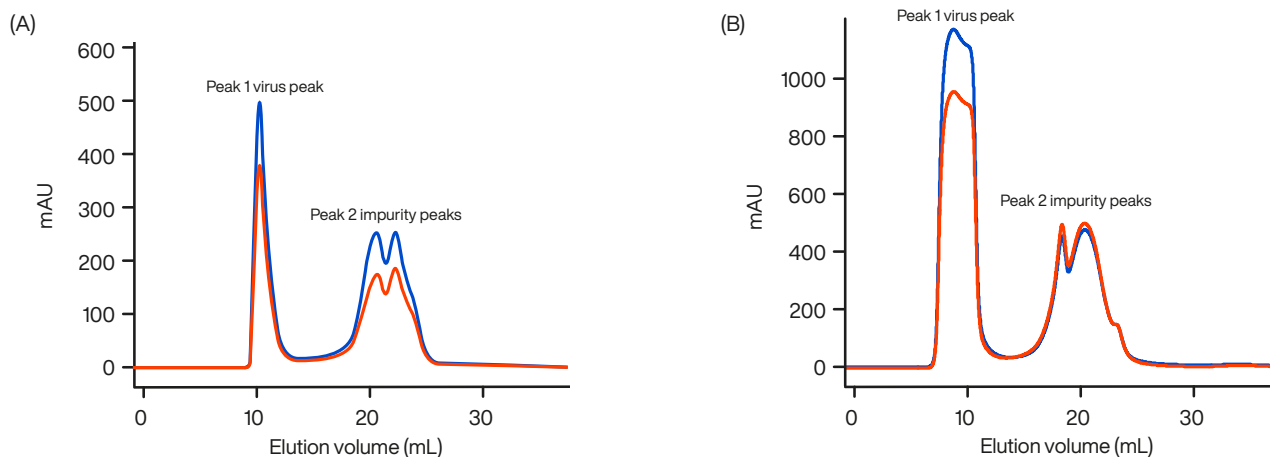 (A)
600
500
400
300
200
100
0
mAU
Peak 1 virus peak
Peak 2 impurity peaks
0 10 20 30
Elution volume (mL)
(B)
1000
800
600
400
200
0
mAU
Peak 1 virus peak
Peak 2 impurity peaks
0 10 20 30
Elution volume (mL)